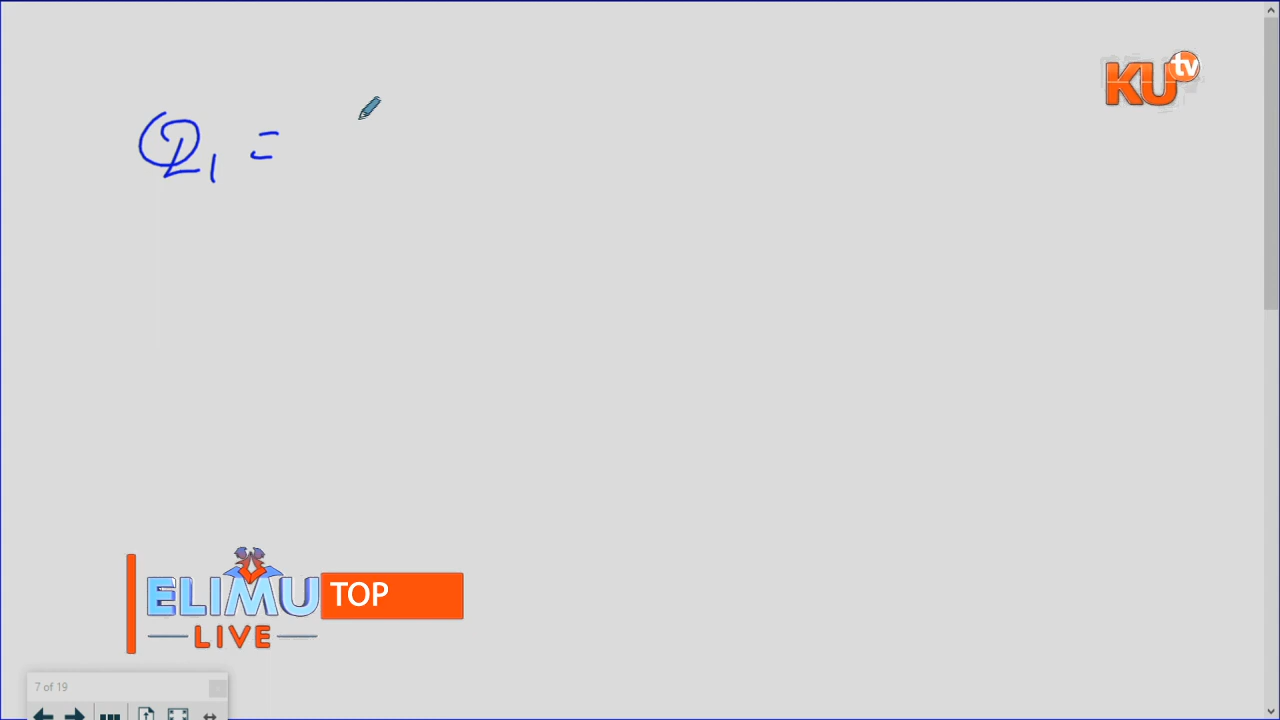 KU tv
Q₁ =
ELIMU TOP
LIVE
7 of 19